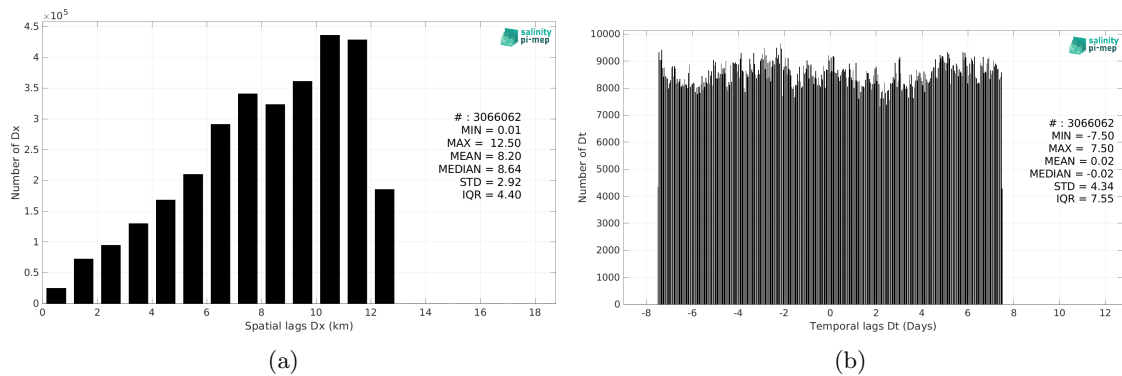 ×10^5
4.5
4
3.5
3
2.5
2
1.5
1
0.5
0
Number of Dx
0 2 4 6 8 10 12 14 16 18
Spatial lags Dx (km)
salinity
pi-mep
# : 3066062
MIN = 0.01
MAX = 12.50
MEAN = 8.20
MEDIAN = 8.64
STD = 2.92
IQR = 4.40
(a)
10000
9000
8000
7000
6000
5000
4000
3000
2000
1000
0
Number of Dt
-8 -6 -4 -2 0 2 4 6 8 10 12
Temporal lags Dt (Days)
salinity
pi-mep
# : 3066062
MIN = -7.50
MAX = 7.50
MEAN = 0.02
MEDIAN = -0.02
STD = 4.34
IQR = 7.55
(b)